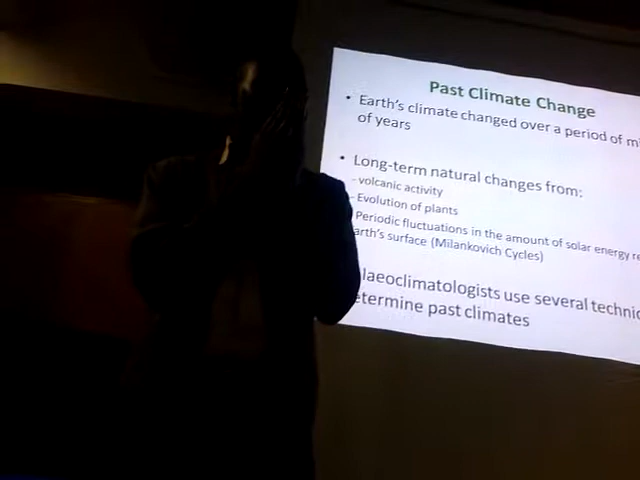 Past Climate Change
• Earth's climate changed over a period of
of years
• Long-term natural changes from:
- volcanic activity
- Evolution of plants
Periodic fluctuations in the amount of solar energy
arth's surface (Milankovich Cycles)
laeoclimatologists use several
etermine past climates